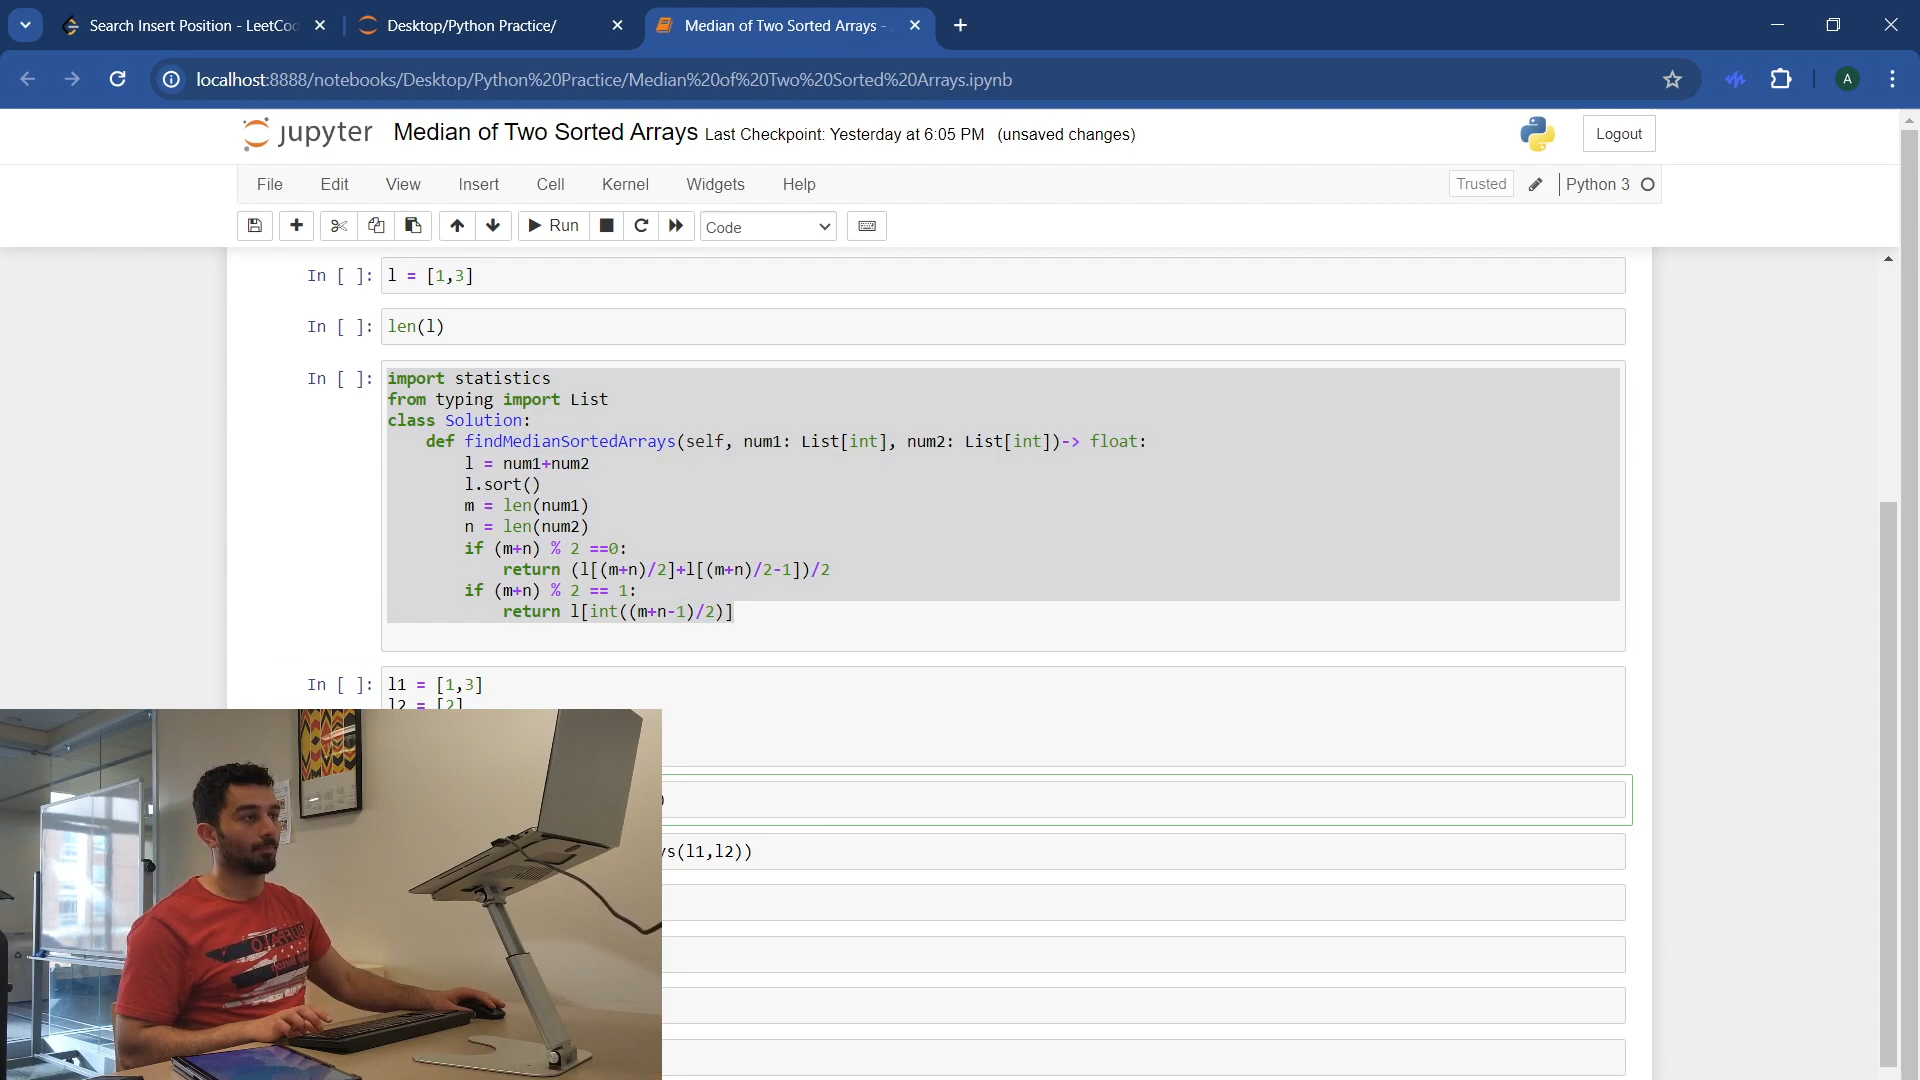 Search Insert Position - LeetCo
Desktop/Python Practice/
Median of Two Sorted Arrays -
localhost:8888/notebooks/Desktop/Python%20Practice/Median%20of%20Two%20Sorted%20Arrays.ipynb
A
jupyter Median of Two Sorted Arrays Last Checkpoint: Yesterday at 6:05 PM (unsaved changes)
Logout
File Edit View Insert Cell Kernel Widgets Help
Trusted Python 3
Run Code
In [ ]: l = [1,3]
In [ ]: len(l)
In [ ]: import statistics
from typing import List
class Solution:
def findMedianSortedArrays(self, num1: List[int], num2: List[int])-> float:
l = num1+num2
l.sort()
m = len(num1)
n = len(num2)
if (m+n) % 2 ==0:
return (l[(m+n)/2]+l[(m+n)/2-1])/2
if (m+n) % 2 == 1:
return l[int((m+n-1)/2)]
In [ ]: l1 = [1,3]
l2 = [2]
)
ys(l1,l2))